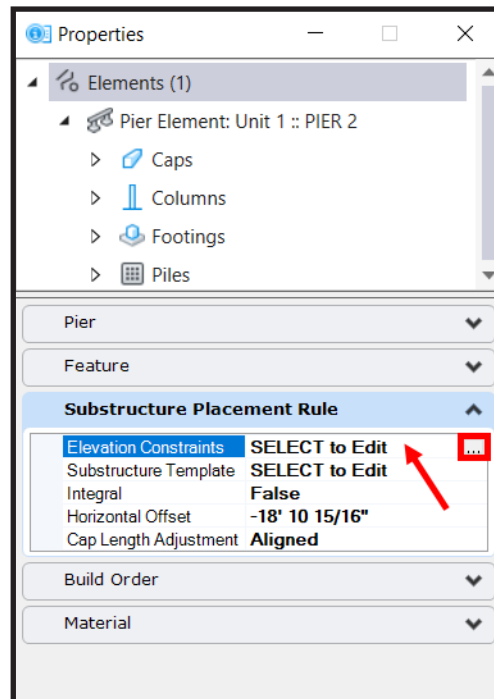 Properties
Elements (1)
Pier Element: Unit 1 :: PIER 2
Caps
Columns
Footings
Piles
Pier
Feature
Substructure Placement Rule
Elevation Constraints SELECT to Edit ...
Substructure Template SELECT to Edit
Integral False
Horizontal Offset -18' 10 15/16"
Cap Length Adjustment Aligned
Build Order
Material